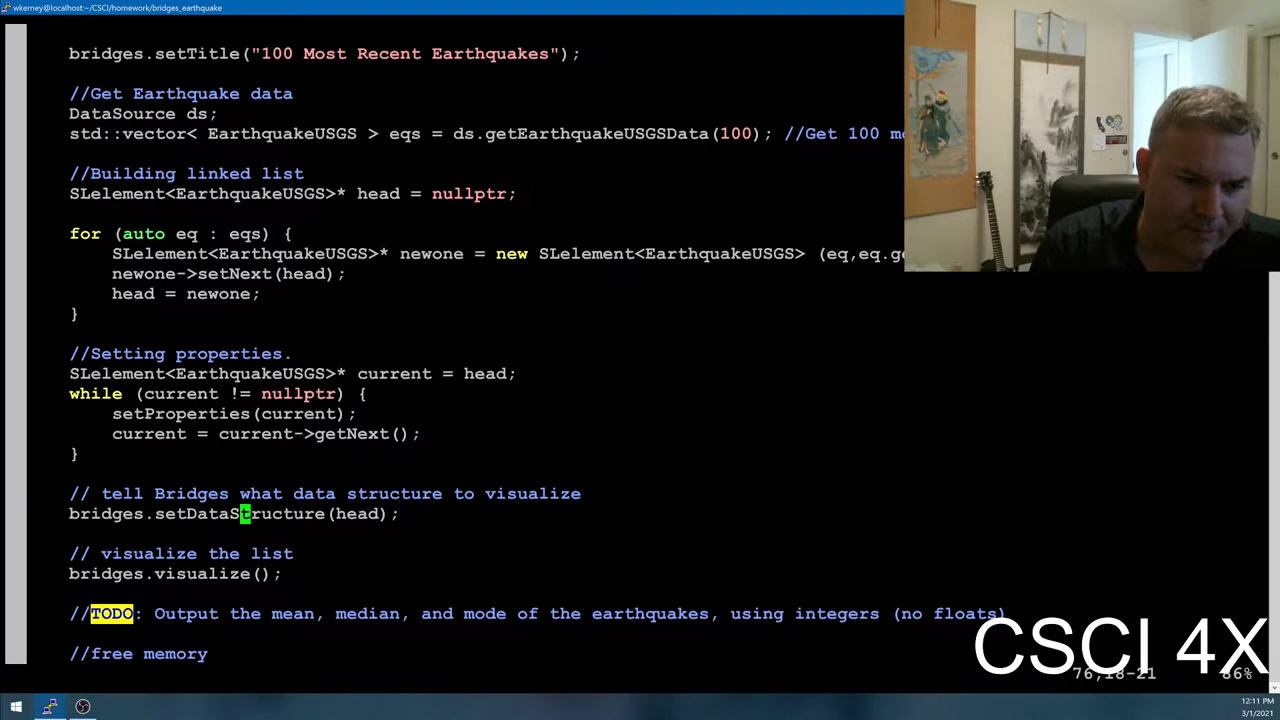 wkerney@localhost:~/CSCI/homework/bridges_earthquake
bridges.setTitle("100 Most Recent Earthquakes");
//Get Earthquake data
DataSource ds;
std::vector< EarthquakeUSGS > eqs = ds.getEarthquakeUSGSData(100); //Get 100 m
//Building linked list
SLelement<EarthquakeUSGS>* head = nullptr;
for (auto eq : eqs) {
SLelement<EarthquakeUSGS>* newone = new SLelement<EarthquakeUSGS> (eq,eq.g
newone->setNext(head);
head = newone;
}
//Setting properties.
SLelement<EarthquakeUSGS>* current = head;
while (current != nullptr) {
setProperties(current);
current = current->getNext();
}
// tell Bridges what data structure to visualize
bridges.setDataStructure(head);
// visualize the list
bridges.visualize();
//TODO: Output the mean, median, and mode of the earthquakes, using integers (no floats)
//free memory
CSCI 4X
76,18-21 86%
12:11 PM
3/1/2021